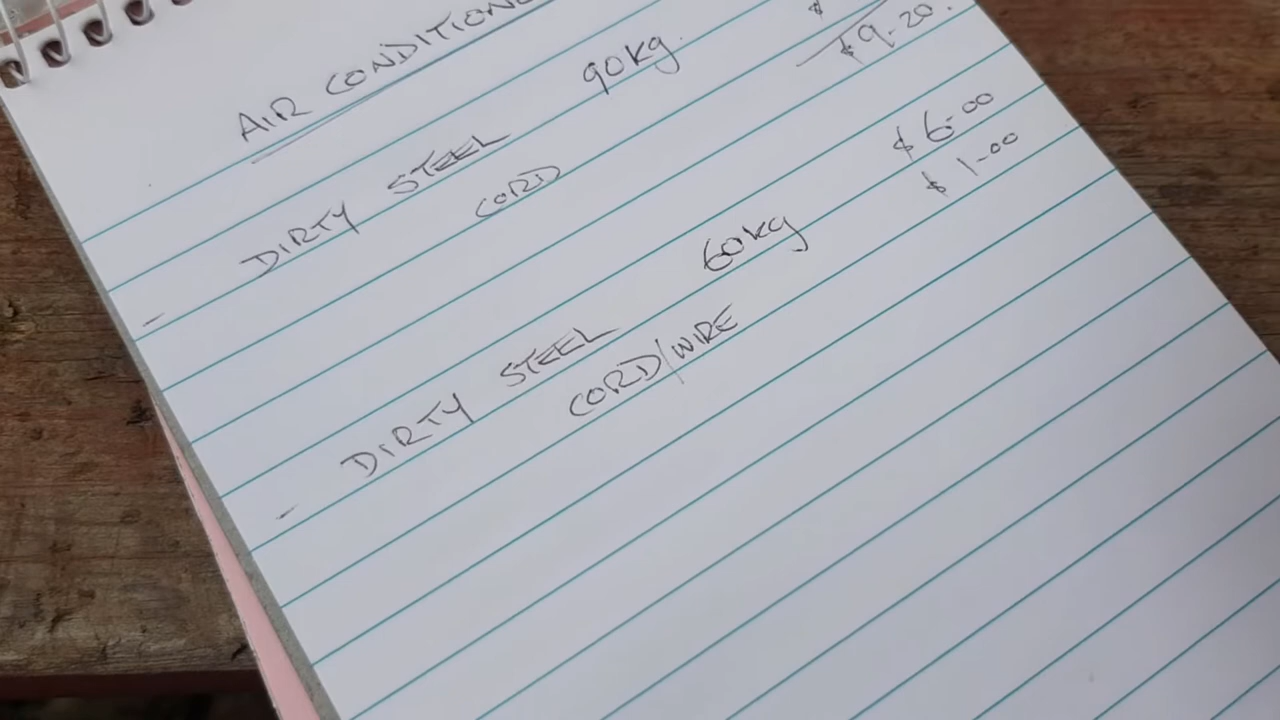 AIR CONDITIONE
- DIRTY STEEL 90kg. $
CORD $9-20.
- DIRTY STEEL 60kg $6-00
CORD/WIRE $1-00